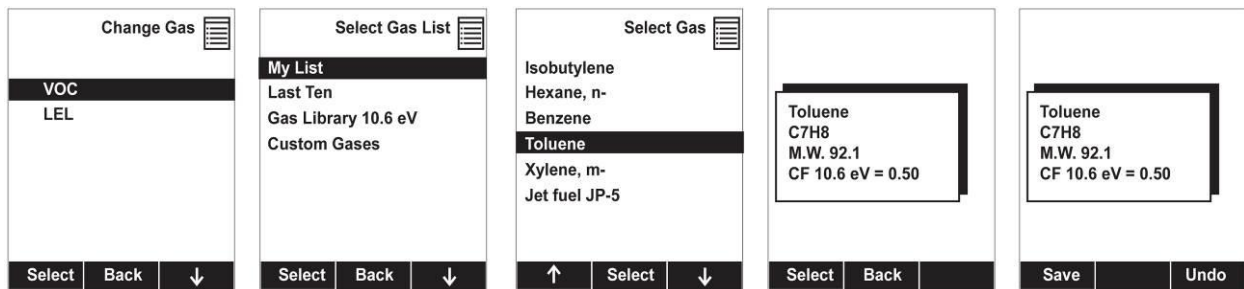 Change Gas
VOC
LEL
Select Back ↓
Select Gas List
My List
Last Ten
Gas Library 10.6 eV
Custom Gases
Select Back ↓
Select Gas
Isobutylene
Hexane, n-
Benzene
Toluene
Xylene, m-
Jet fuel JP-5
↑ Select ↓
Toluene
C7H8
M.W. 92.1
CF 10.6 eV = 0.50
Select Back
Toluene
C7H8
M.W. 92.1
CF 10.6 eV = 0.50
Save Undo